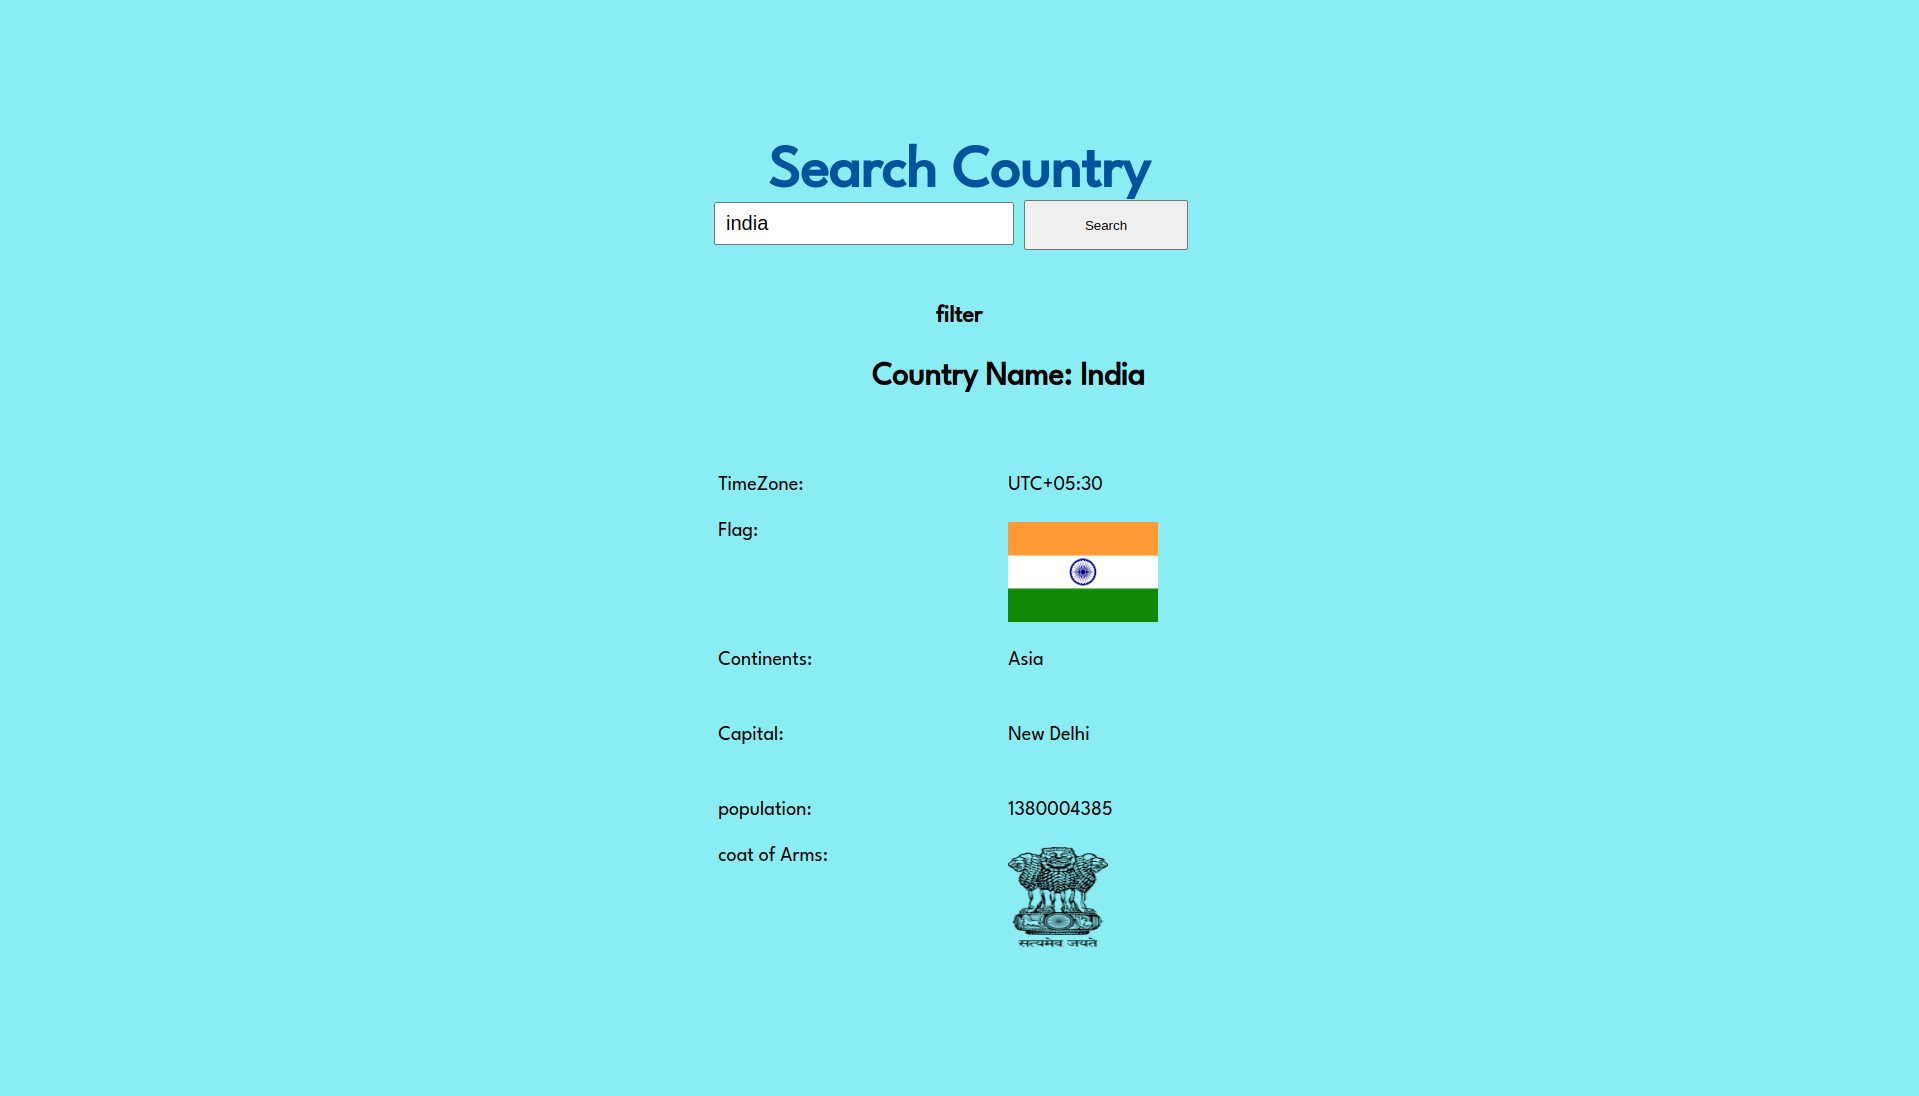 Search Country
india
Search
filter
Country Name: India
TimeZone: UTC+05:30
Flag:
Continents: Asia
Capital: New Delhi
population: 1380004385
coat of Arms:
सत्यमेव जयते